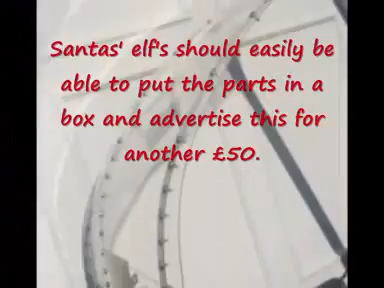 Santas' elf's should easily be
able to put the parts in a
box and advertise this for
another £50.